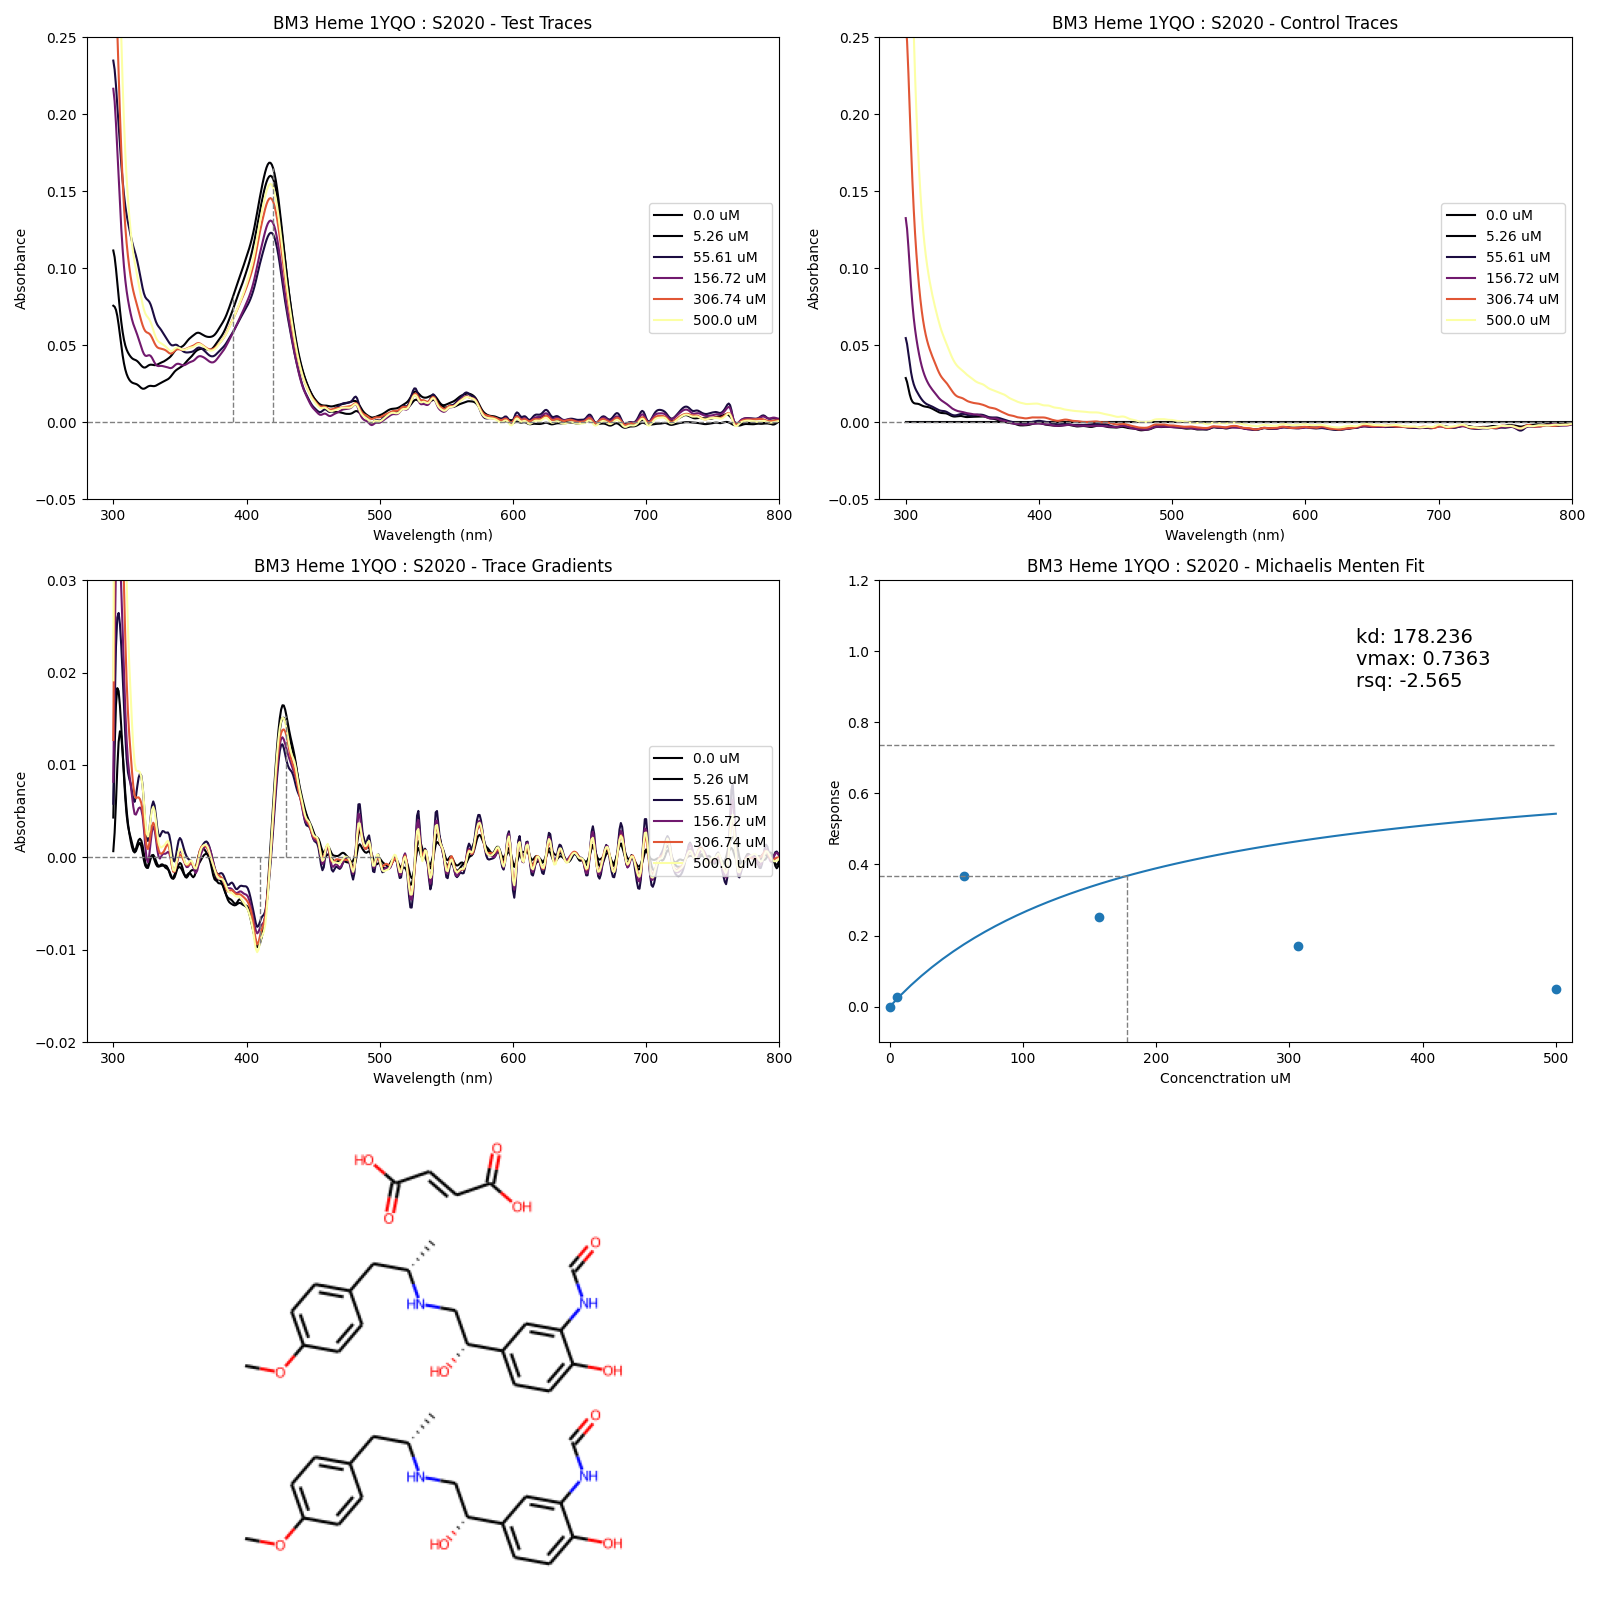 BM3 Heme 1YQO : S2020 - Test Traces
Absorbance
0.25
0.20
0.15
0.10
0.05
0.00
−0.05
300 400 500 600 700 800
Wavelength (nm)
0.0 uM
5.26 uM
55.61 uM
156.72 uM
306.74 uM
500.0 uM
BM3 Heme 1YQO : S2020 - Control Traces
Absorbance
0.25
0.20
0.15
0.10
0.05
0.00
−0.05
300 400 500 600 700 800
Wavelength (nm)
0.0 uM
5.26 uM
55.61 uM
156.72 uM
306.74 uM
500.0 uM
BM3 Heme 1YQO : S2020 - Trace Gradients
Absorbance
0.03
0.02
0.01
0.00
−0.01
−0.02
300 400 500 600 700 800
Wavelength (nm)
0.0 uM
5.26 uM
55.61 uM
156.72 uM
306.74 uM
500.0 uM
BM3 Heme 1YQO : S2020 - Michaelis Menten Fit
Response
1.2
1.0
0.8
0.6
0.4
0.2
0.0
0 100 200 300 400 500
Concenctration uM
kd: 178.236
vmax: 0.7363
rsq: -2.565
HO O
O OH
O
HN NH
O HO OH
O
HN NH
O HO OH